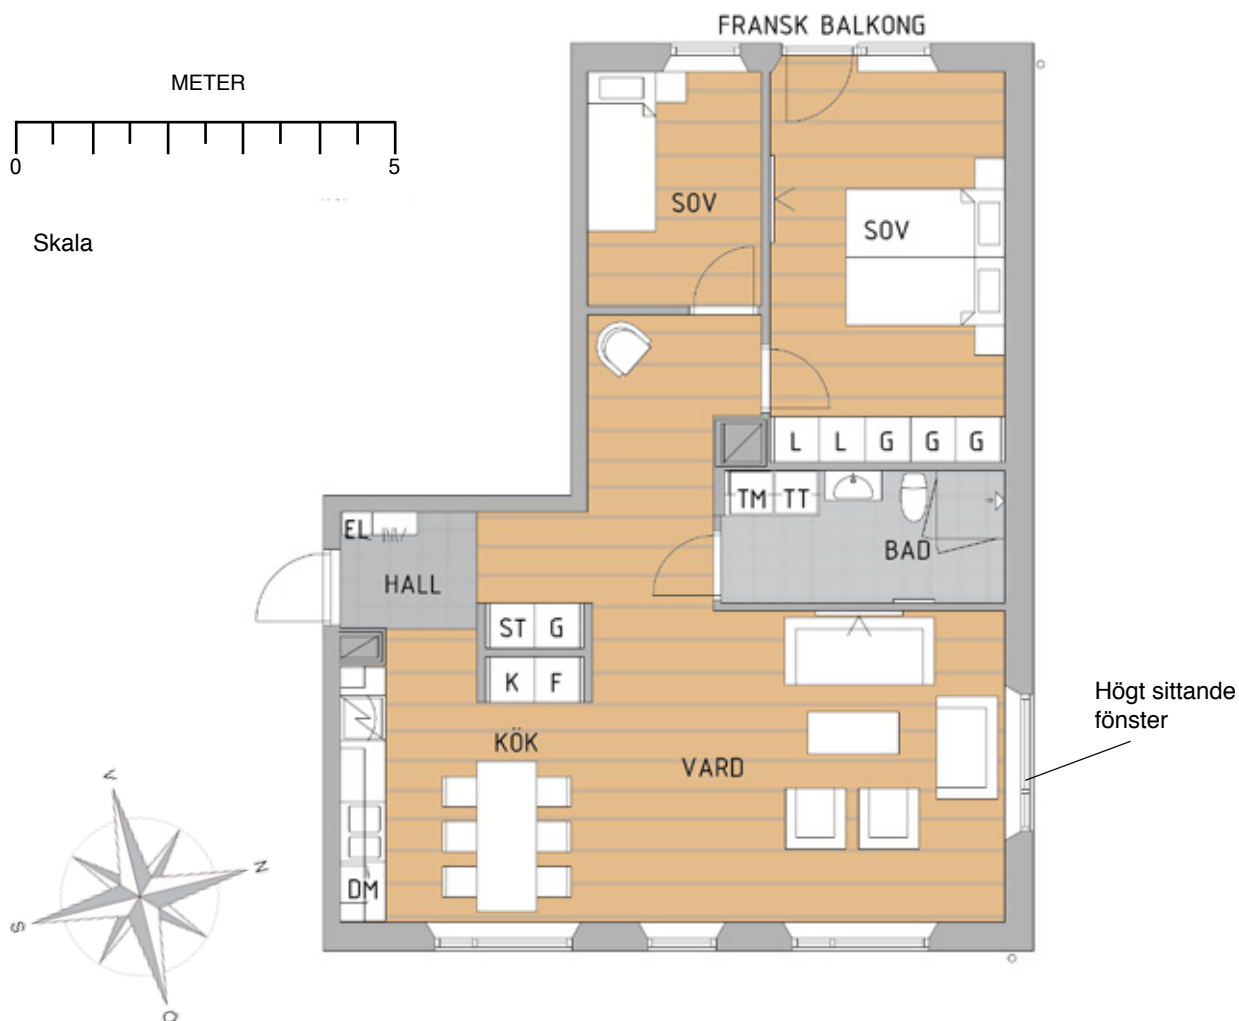 FRANSK BALKONG
METER
0 5
Skala
SOV
SOV
L L G G G
TM TT
BAD
EL
HALL
ST G
K F
KÖK
VARD
DM
Högt sittande
fönster
V
N
S
O